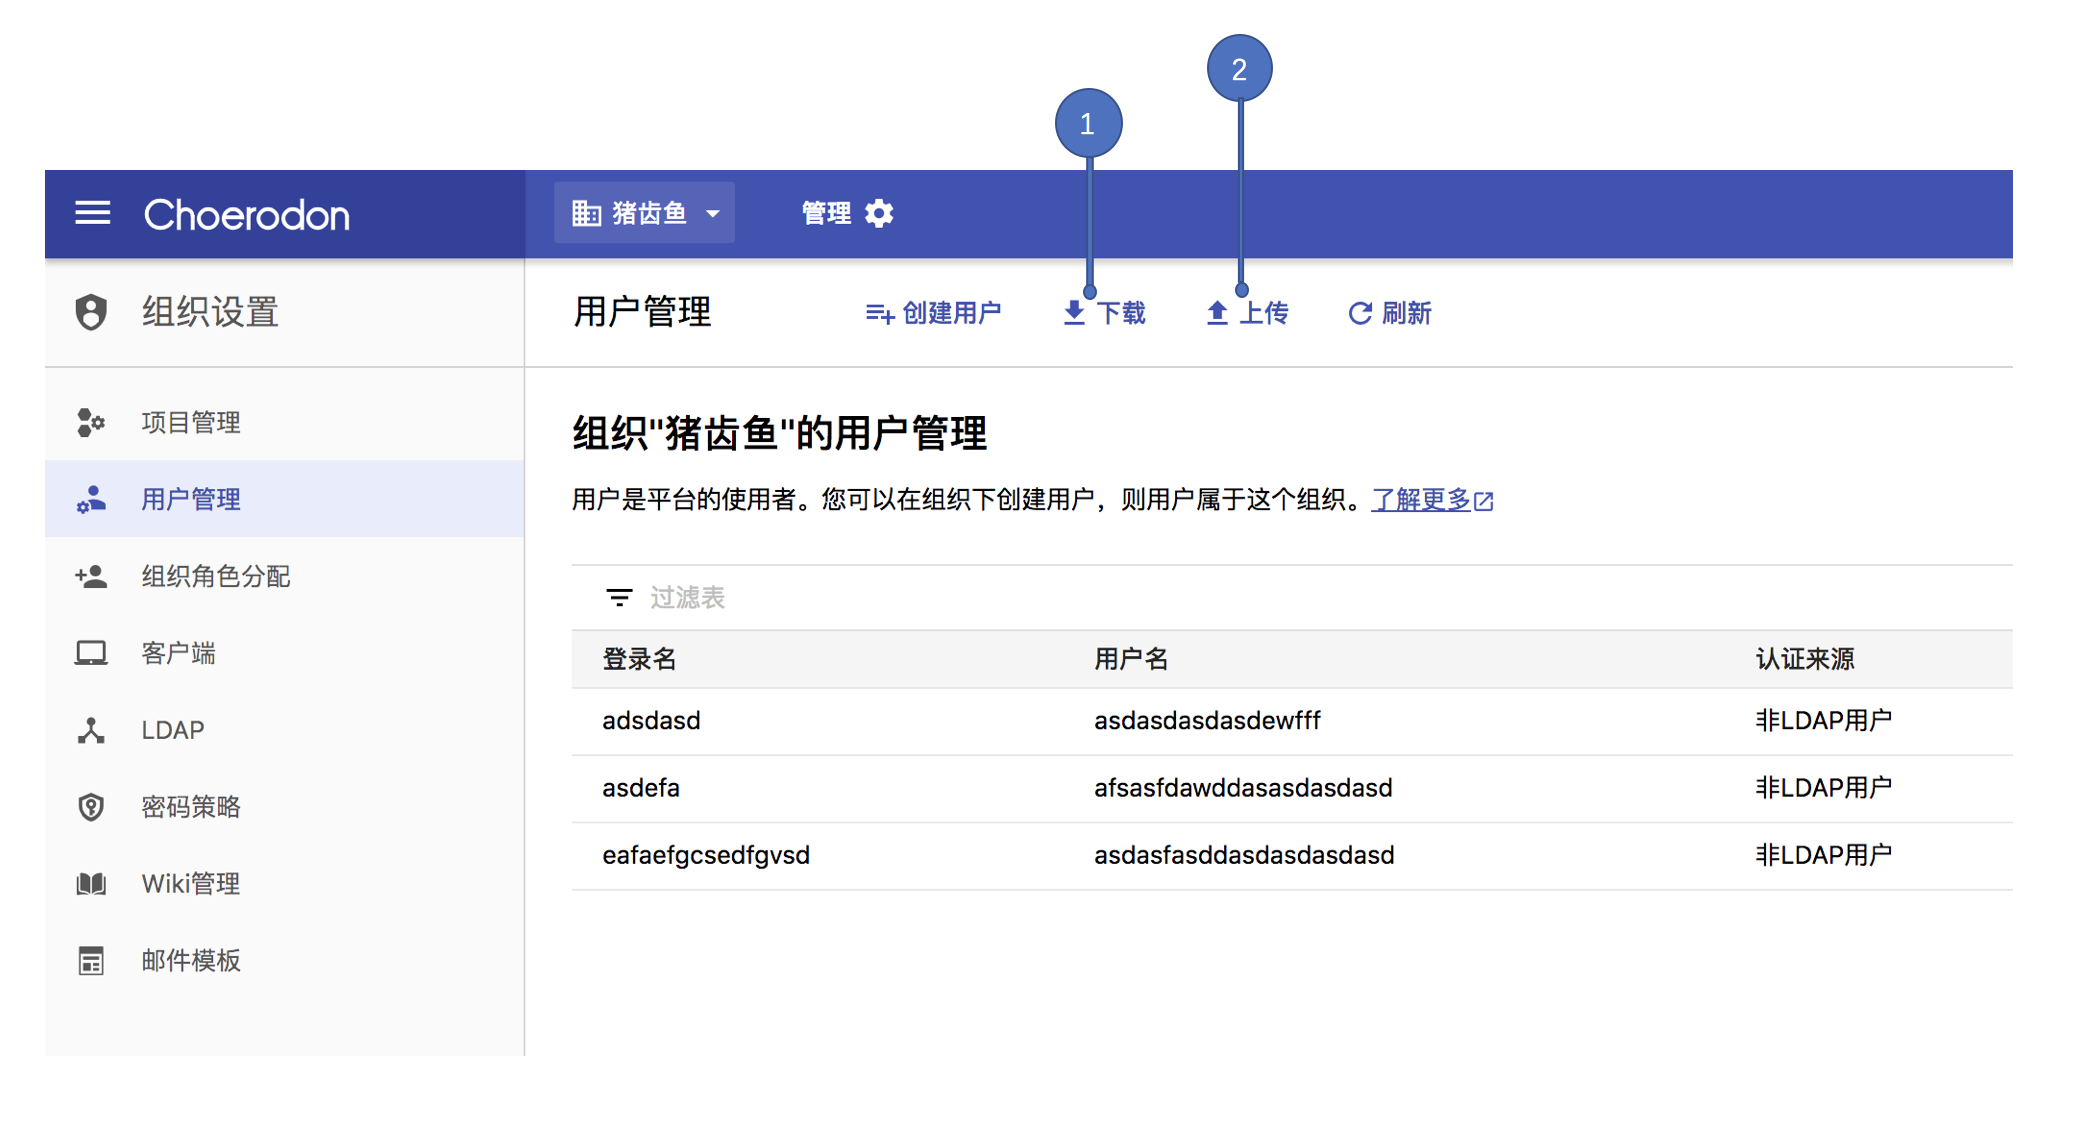 2
1
Choerodon
猪齿鱼
管理
组织设置
用户管理
创建用户
下载
上传
刷新
项目管理
用户管理
组织角色分配
客户端
LDAP
密码策略
Wiki管理
邮件模板
组织"猪齿鱼"的用户管理
用户是平台的使用者。您可以在组织下创建用户，则用户属于这个组织。了解更多
过滤表
登录名 用户名 认证来源
adsdasd asdasdasdasdewfff 非LDAP用户
asdefa afsasfdawddasasdasdasd 非LDAP用户
eafaefgcsedfgvsd asdasfasddasdasdasdasd 非LDAP用户